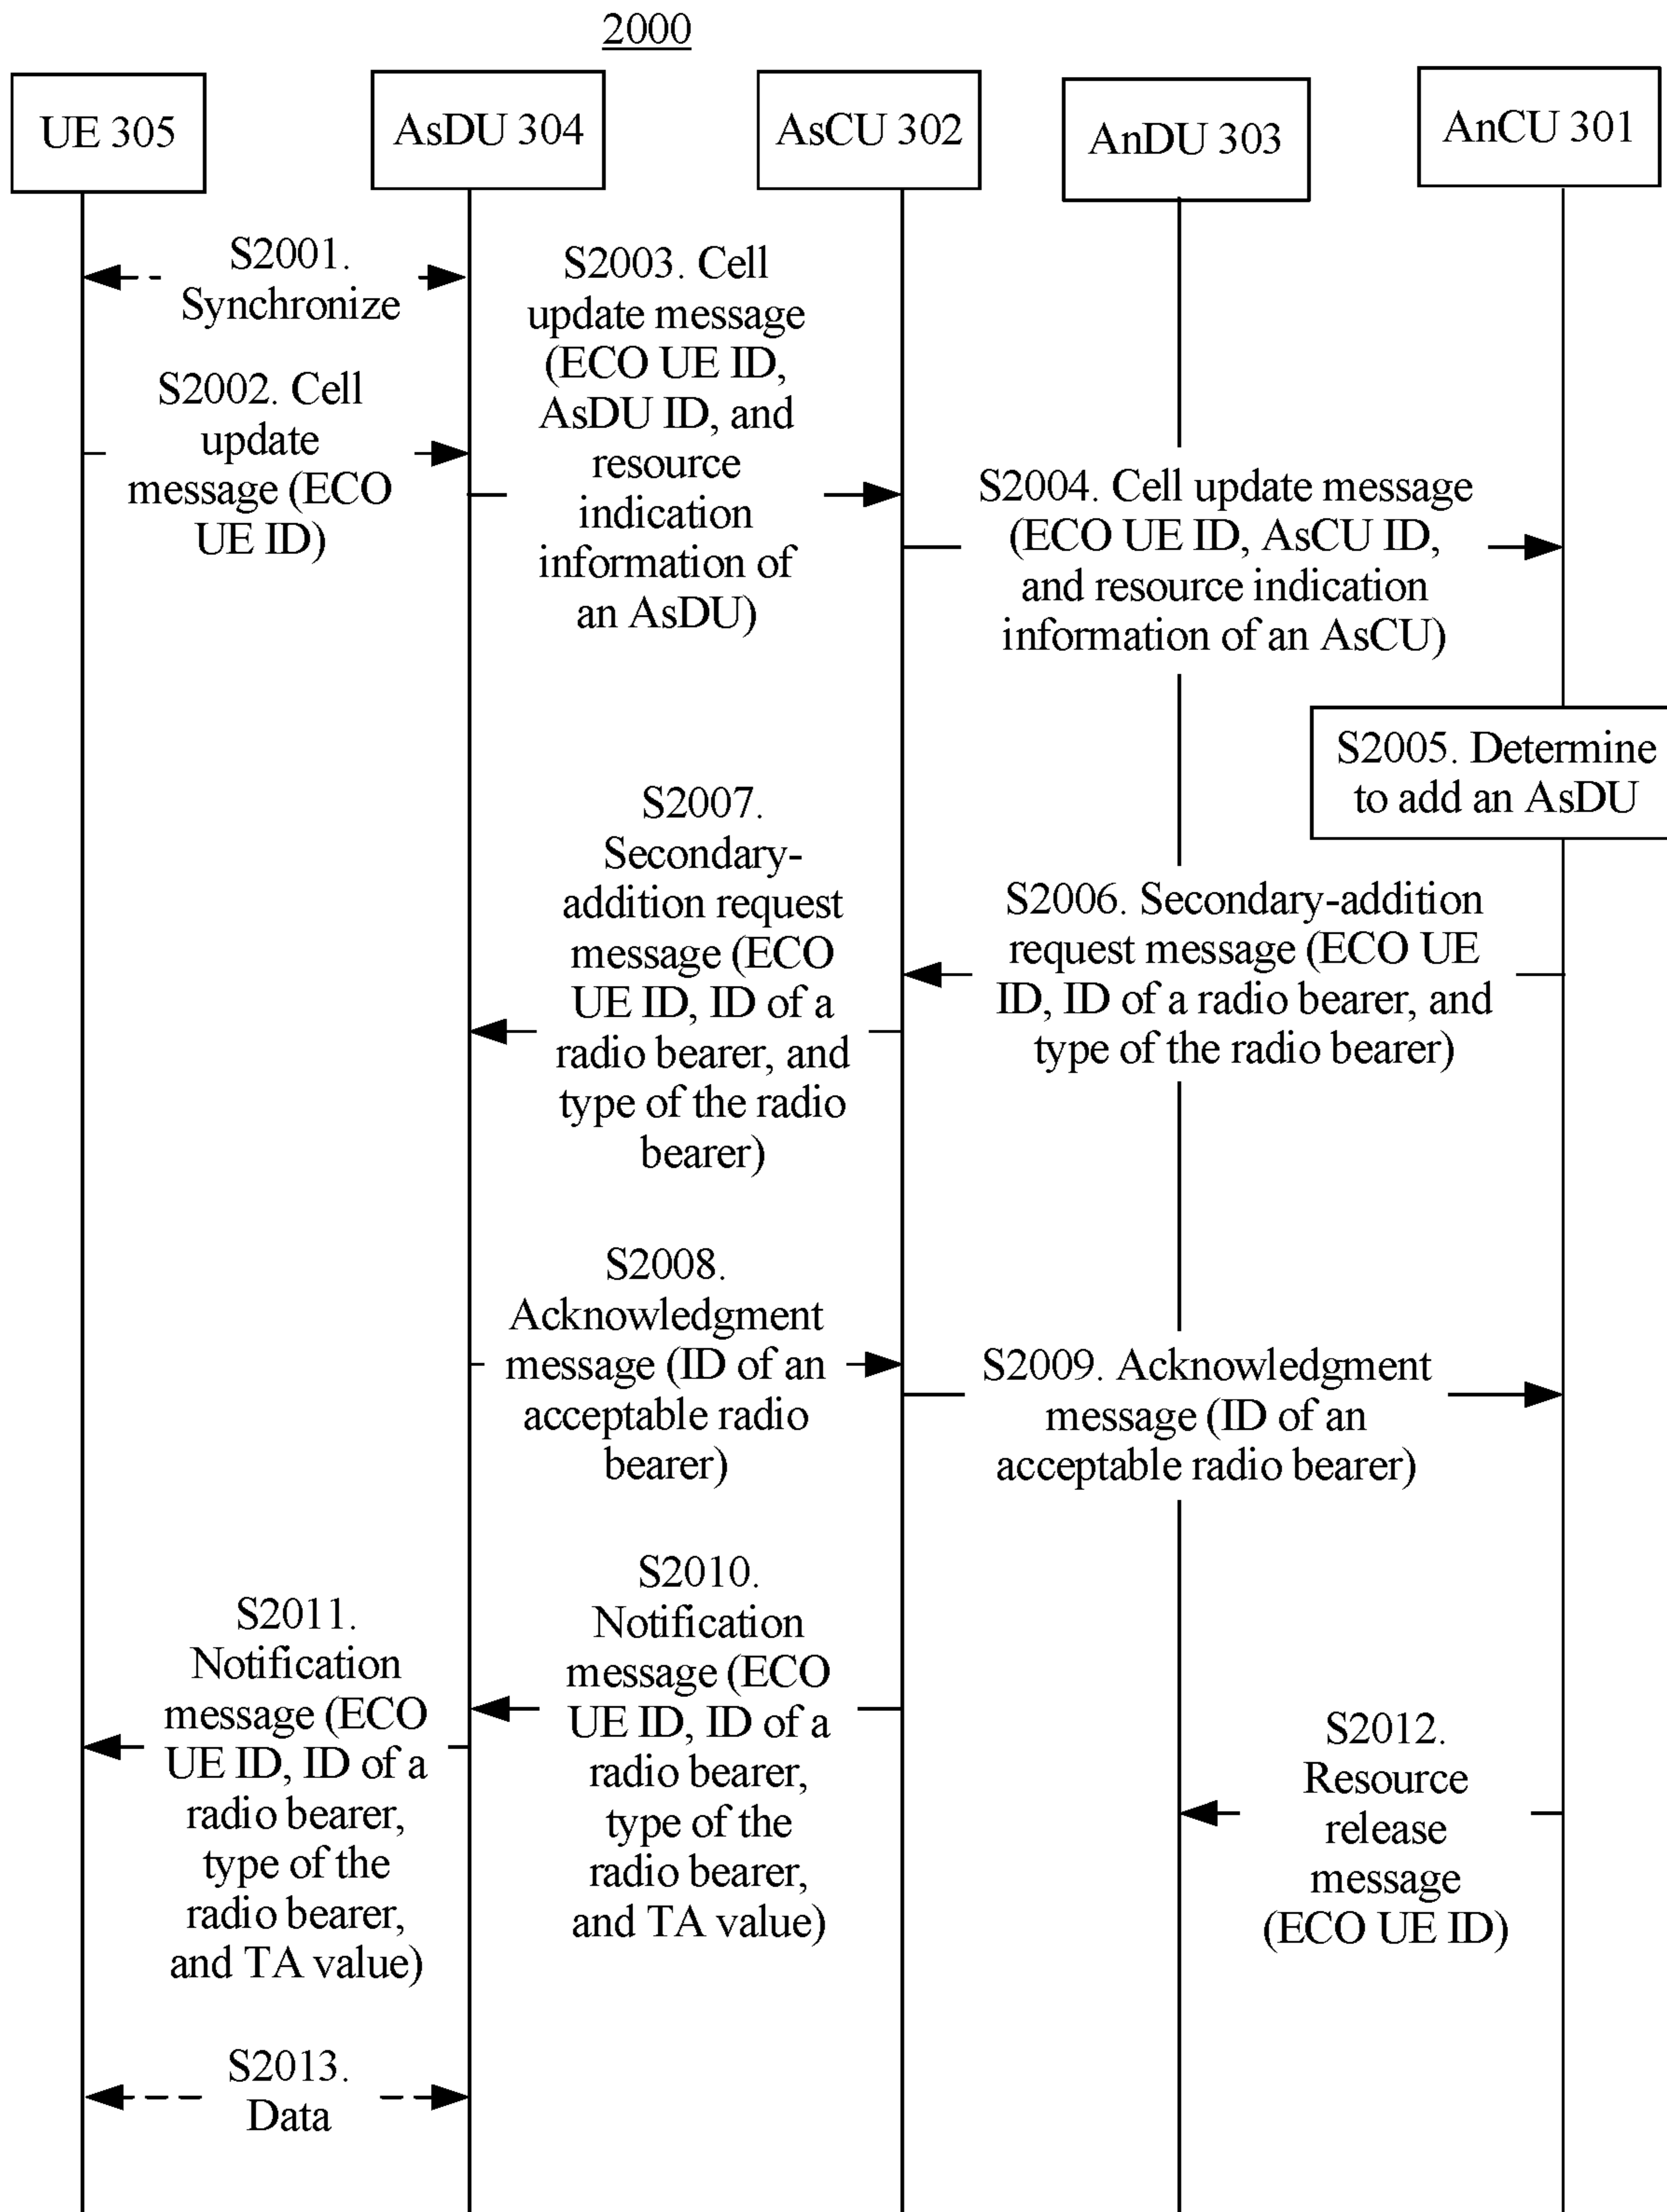 2000
UE 305
AsDU 304
AsCU 302
AnDU 303
AnCU 301
S2001.
Synchronize
S2002. Cell
update
message (ECO
UE ID)
S2003. Cell
update message
(ECO UE ID,
AsDU ID, and
resource
indication
information of
an AsDU)
S2004. Cell update message
(ECO UE ID, AsCU ID,
and resource indication
information of an AsCU)
S2005. Determine
to add an AsDU
S2006. Secondary-addition
request message (ECO UE
ID, ID of a radio bearer, and
type of the radio bearer)
S2007.
Secondary-
addition request
message (ECO
UE ID, ID of a
radio bearer, and
type of the radio
bearer)
S2008.
Acknowledgment
message (ID of an
acceptable radio
bearer)
S2009. Acknowledgment
message (ID of an
acceptable radio bearer)
S2010.
Notification
message (ECO
UE ID, ID of a
radio bearer,
type of the
radio bearer,
and TA value)
S2011.
Notification
message (ECO
UE ID, ID of a
radio bearer,
type of the
radio bearer,
and TA value)
S2012.
Resource
release
message
(ECO UE ID)
S2013.
Data